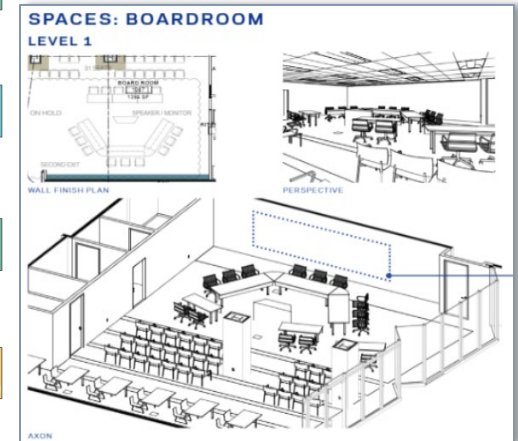 SPACES: BOARDROOM
LEVEL 1
BOARD ROOM
ON HOLD
SPEAKER / MONITOR
SECOND EXIT
WALL FINISH PLAN
PERSPECTIVE
AXON